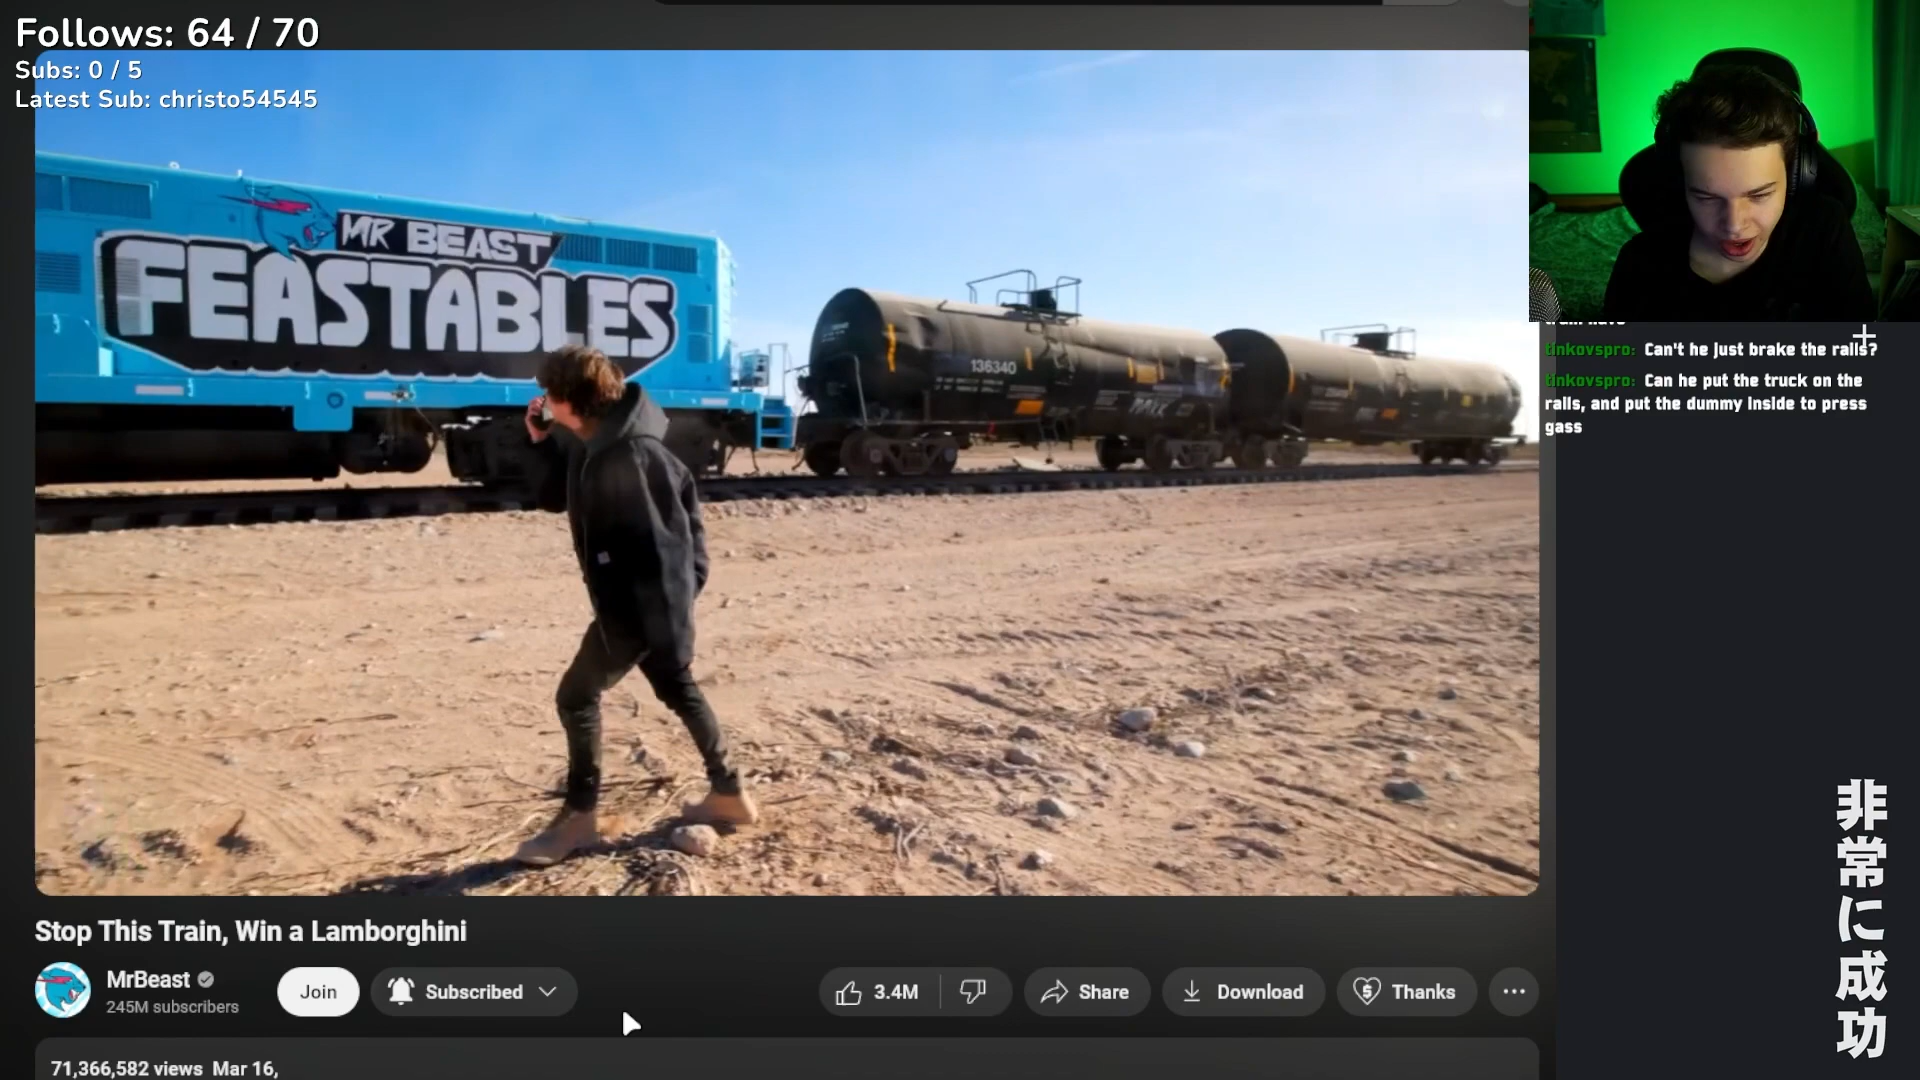 Follows: 64 / 70
Subs: 0 / 5
Latest Sub: christo54545
MR BEAST
FEASTABLES
136340
tinkovspro: Can't he just brake the rails?
tinkovspro: Can he put the truck on the
rails, and put the dummy inside to press
gass
非常に成功
Stop This Train, Win a Lamborghini
MrBeast
245M subscribers
Join
Subscribed
3.4M
Share
Download
Thanks
71,366,582 views Mar 16,